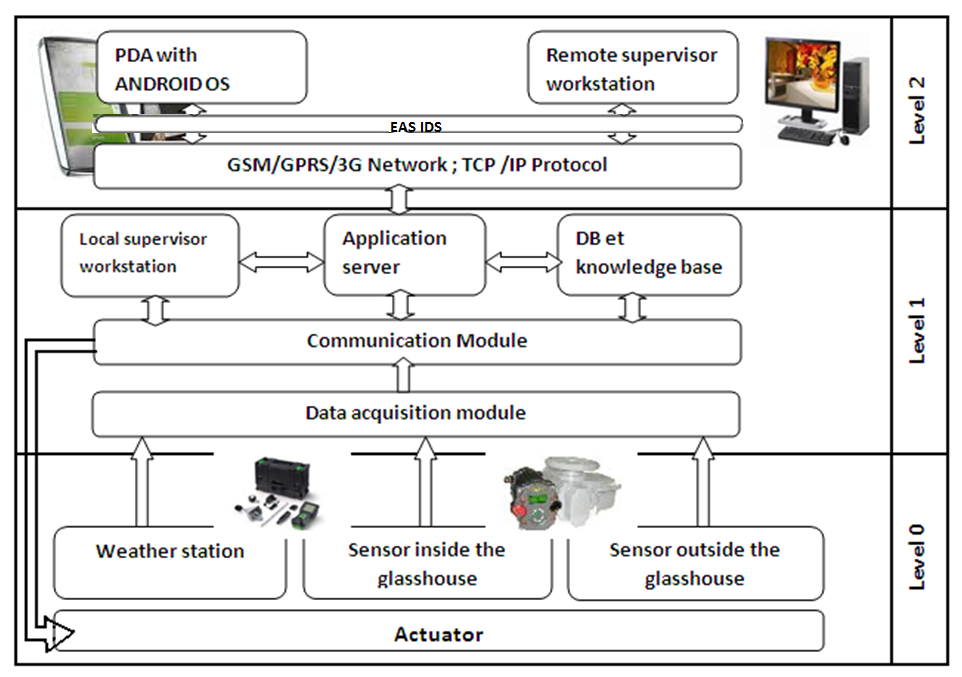 PDA with
ANDROID OS
Remote supervisor
workstation
EAS IDS
GSM/GPRS/3G Network ; TCP /IP Protocol
Level 2
Local supervisor
workstation
Application
server
DB et
knowledge base
Communication Module
Data acquisition module
Level 1
Weather station
Sensor inside the
glasshouse
Sensor outside the
glasshouse
Actuator
Level 0